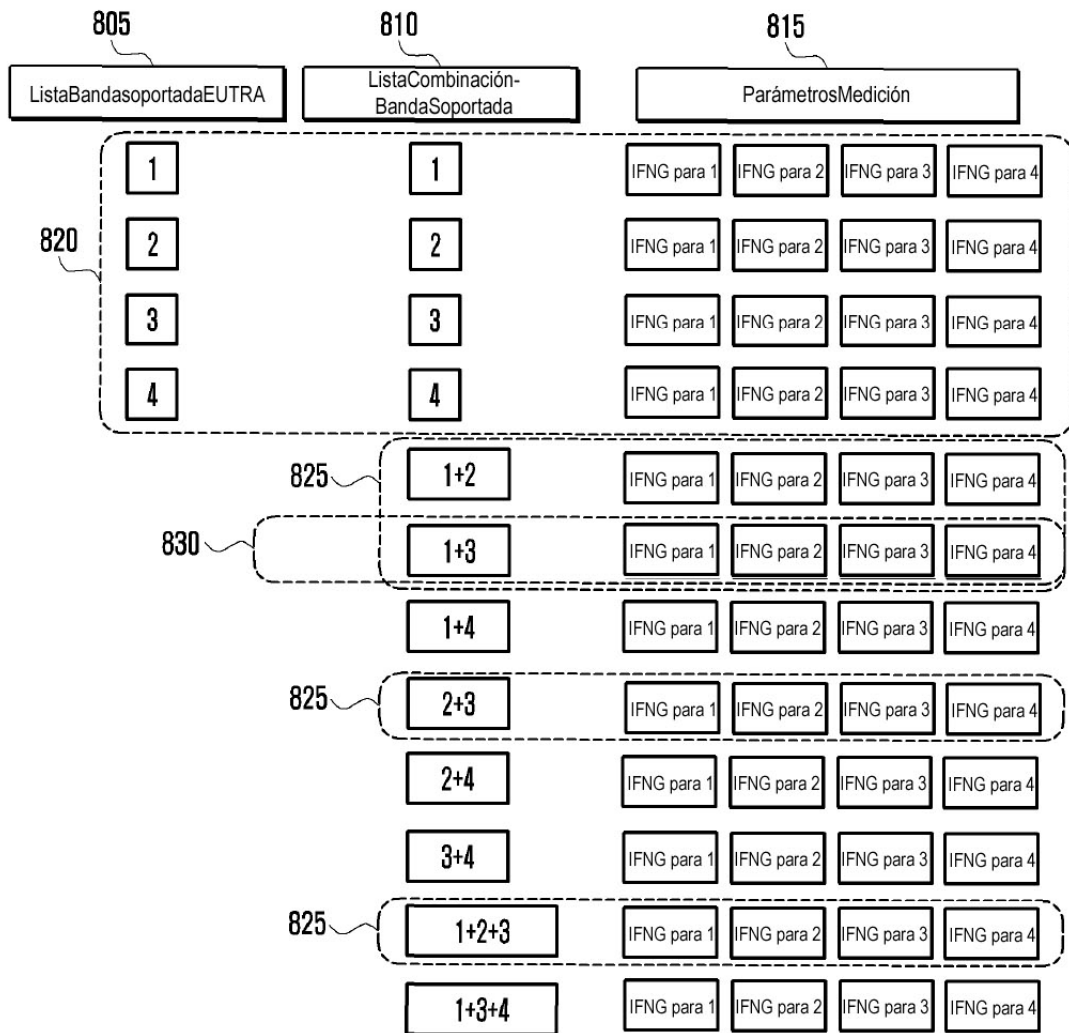 805
810
815
ListaBandasoportadaEUTRA
ListaCombinación-
BandaSoportada
ParámetrosMedición
1
1
IFNG para 1
IFNG para 2
IFNG para 3
IFNG para 4
820
2
2
IFNG para 1
IFNG para 2
IFNG para 3
IFNG para 4
3
3
IFNG para 1
IFNG para 2
IFNG para 3
IFNG para 4
4
4
IFNG para 1
IFNG para 2
IFNG para 3
IFNG para 4
825
1+2
IFNG para 1
IFNG para 2
IFNG para 3
IFNG para 4
830
1+3
IFNG para 1
IFNG para 2
IFNG para 3
IFNG para 4
1+4
IFNG para 1
IFNG para 2
IFNG para 3
IFNG para 4
825
2+3
IFNG para 1
IFNG para 2
IFNG para 3
IFNG para 4
2+4
IFNG para 1
IFNG para 2
IFNG para 3
IFNG para 4
3+4
IFNG para 1
IFNG para 2
IFNG para 3
IFNG para 4
825
1+2+3
IFNG para 1
IFNG para 2
IFNG para 3
IFNG para 4
1+3+4
IFNG para 1
IFNG para 2
IFNG para 3
IFNG para 4